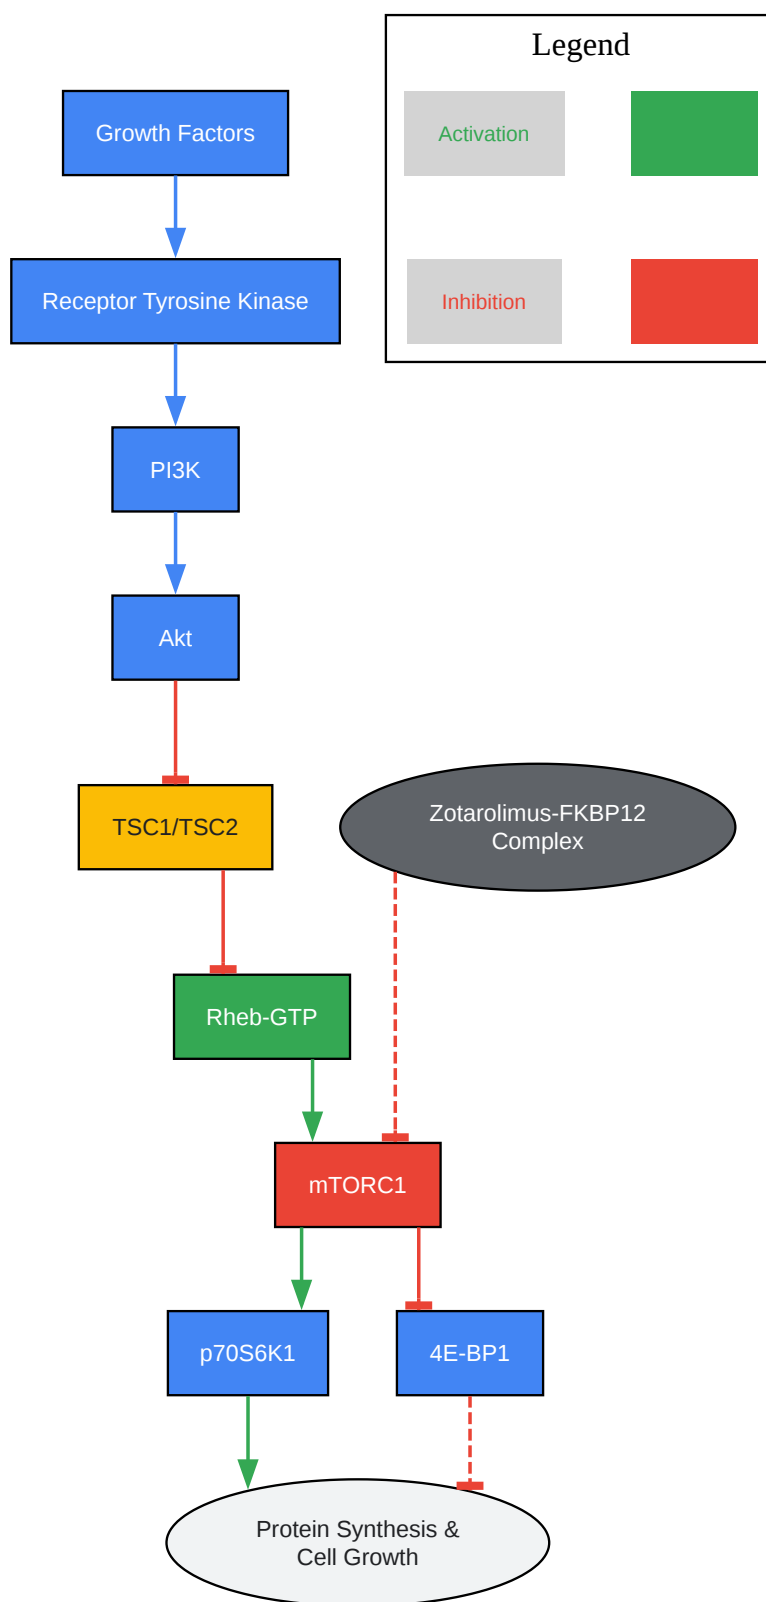 Legend
Growth Factors
Activation
Receptor Tyrosine Kinase
Inhibition
PI3K
Akt
TSC1/TSC2
Zotarolimus-FKBP12
Complex
Rheb-GTP
mTORC1
p70S6K1
4E-BP1
Protein Synthesis &
Cell Growth